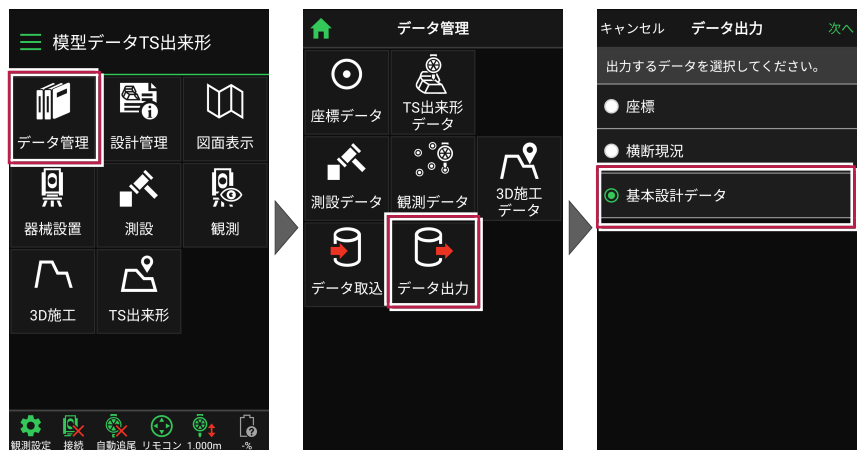 模型データTS出来形
データ管理
設計管理
図面表示
器械設置
測設
観測
3D施工
TS出来形
観測設定
接続
自動追尾
リモコン
1.000m
-%
データ管理
座標データ
TS出来形
データ
測設データ
観測データ
3D施工
データ
データ取込
データ出力
キャンセル
データ出力
次へ
出力するデータを選択してください。
座標
横断現況
基本設計データ